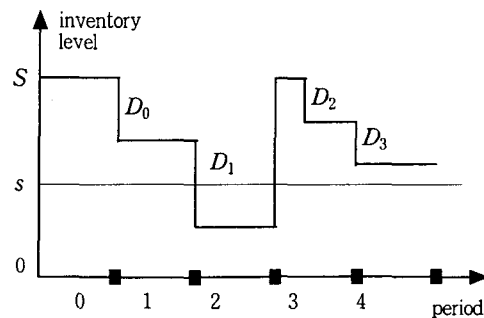 inventory
level
S
D₀
D₂
D₁
D₃
s
0
0 1 2 3 4 period